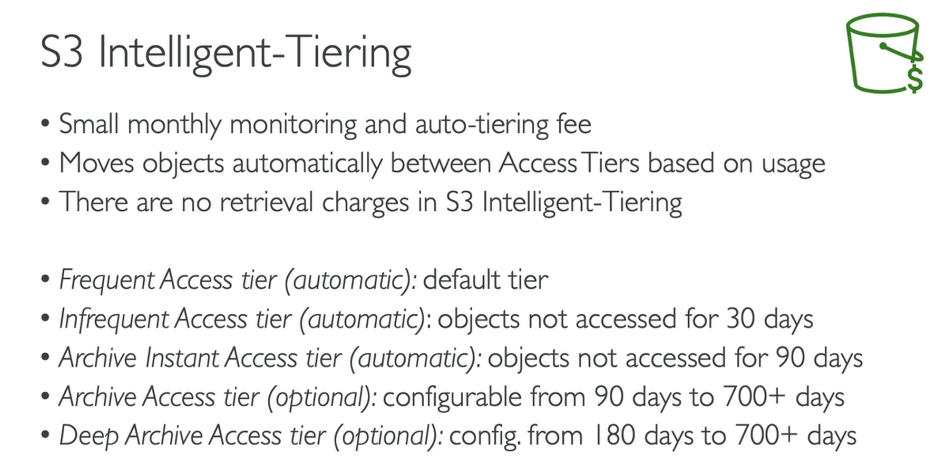 S3 Intelligent-Tiering
$
• Small monthly monitoring and auto-tiering fee
• Moves objects automatically between Access Tiers based on usage
• There are no retrieval charges in S3 Intelligent-Tiering
• Frequent Access tier (automatic): default tier
• Infrequent Access tier (automatic): objects not accessed for 30 days
• Archive Instant Access tier (automatic): objects not accessed for 90 days
• Archive Access tier (optional): configurable from 90 days to 700+ days
• Deep Archive Access tier (optional): config. from 180 days to 700+ days